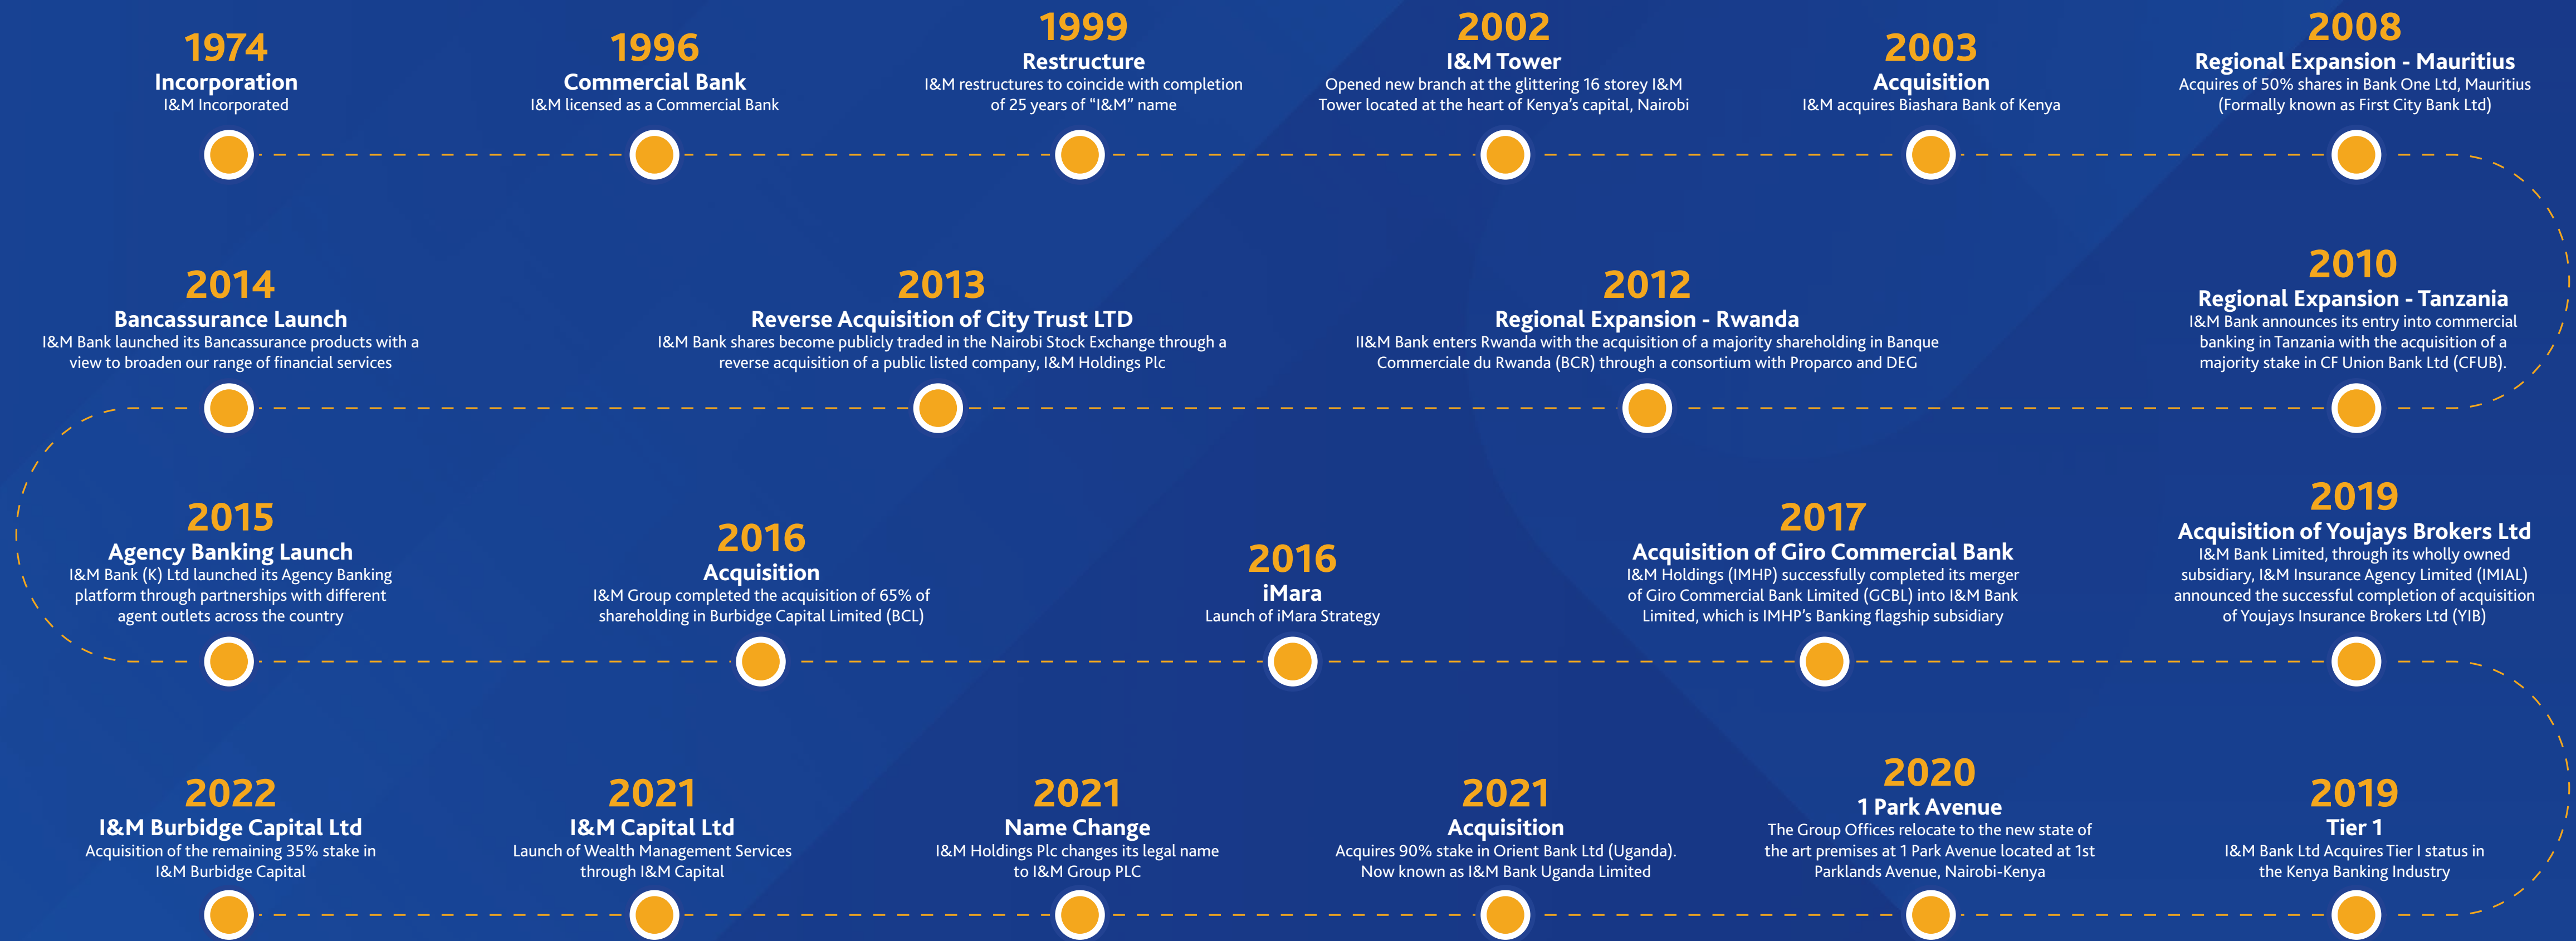 1974
Incorporation
I&M Incorporated
1996
Commercial Bank
I&M licensed as a Commercial Bank
1999
Restructure
I&M restructures to coincide with completion
of 25 years of “I&M” name
2002
I&M Tower
Opened new branch at the glittering 16 storey I&M
Tower located at the heart of Kenya’s capital, Nairobi
2003
Acquisition
I&M acquires Biashara Bank of Kenya
2008
Regional Expansion - Mauritius
Acquires of 50% shares in Bank One Ltd, Mauritius
(Formally known as First City Bank Ltd)
2010
Regional Expansion - Tanzania
I&M Bank announces its entry into commercial
banking in Tanzania with the acquisition of a
majority stake in CF Union Bank Ltd (CFUB).
2012
Regional Expansion - Rwanda
II&M Bank enters Rwanda with the acquisition of a majority shareholding in Banque
Commerciale du Rwanda (BCR) through a consortium with Proparco and DEG
2013
Reverse Acquisition of City Trust LTD
I&M Bank shares become publicly traded in the Nairobi Stock Exchange through a
reverse acquisition of a public listed company, I&M Holdings Plc
2014
Bancassurance Launch
I&M Bank launched its Bancassurance products with a
view to broaden our range of financial services
2015
Agency Banking Launch
I&M Bank (K) Ltd launched its Agency Banking
platform through partnerships with different
agent outlets across the country
2016
Acquisition
I&M Group completed the acquisition of 65% of
shareholding in Burbidge Capital Limited (BCL)
2016
iMara
Launch of iMara Strategy
2017
Acquisition of Giro Commercial Bank
I&M Holdings (IMHP) successfully completed its merger
of Giro Commercial Bank Limited (GCBL) into I&M Bank
Limited, which is IMHP’s Banking flagship subsidiary
2019
Acquisition of Youjays Brokers Ltd
I&M Bank Limited, through its wholly owned
subsidiary, I&M Insurance Agency Limited (IMIAL)
announced the successful completion of acquisition
of Youjays Insurance Brokers Ltd (YIB)
2019
Tier 1
I&M Bank Ltd Acquires Tier I status in
the Kenya Banking Industry
2020
1 Park Avenue
The Group Offices relocate to the new state of
the art premises at 1 Park Avenue located at 1st
Parklands Avenue, Nairobi-Kenya
2021
Acquisition
Acquires 90% stake in Orient Bank Ltd (Uganda).
Now known as I&M Bank Uganda Limited
2021
Name Change
I&M Holdings Plc changes its legal name
to I&M Group PLC
2021
I&M Capital Ltd
Launch of Wealth Management Services
through I&M Capital
2022
I&M Burbidge Capital Ltd
Acquisition of the remaining 35% stake in
I&M Burbidge Capital